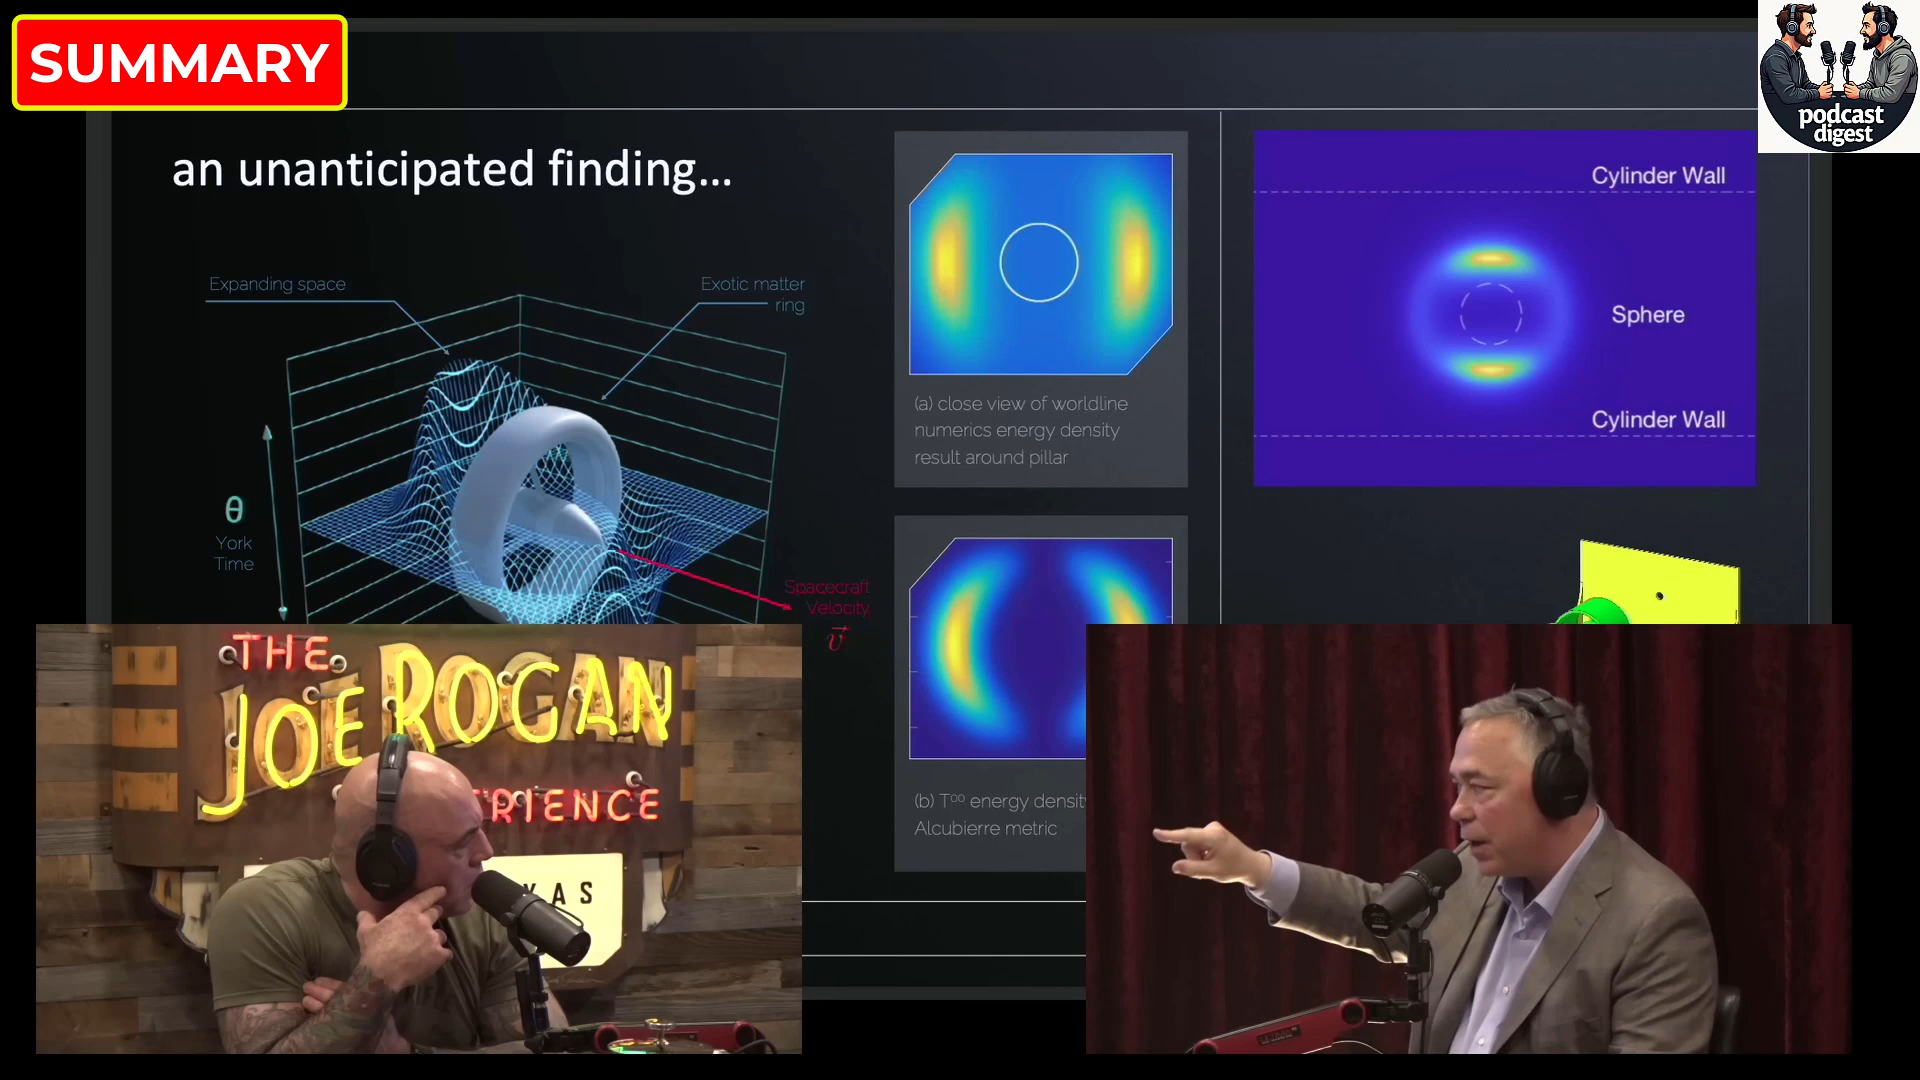 SUMMARY
podcast
digest
an unanticipated finding...
Expanding space
Exotic matter
ring
θ
York
Time
Spacecraft
Velocity
v⃗
(a) close view of worldline
numerics energy density
result around pillar
(b) T⁰⁰ energy densit
Alcubierre metric
Cylinder Wall
Sphere
Cylinder Wall
THE
JOE ROGAN
RIENCE
XAS